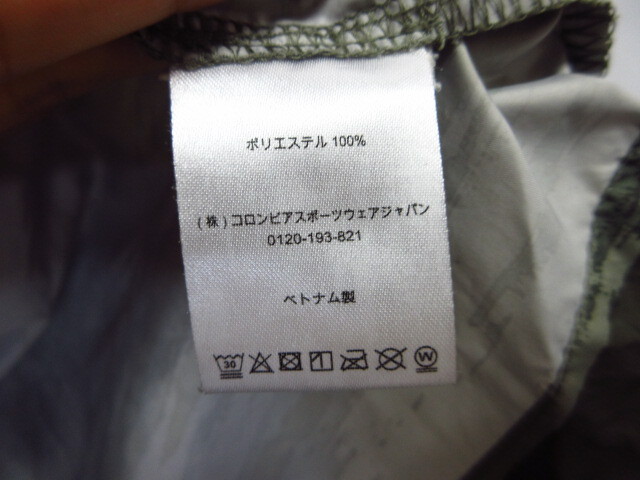 ポリエステル 100%
(株)コロンビアスポーツウェアジャパン
0120-193-821
ベトナム製
30 W